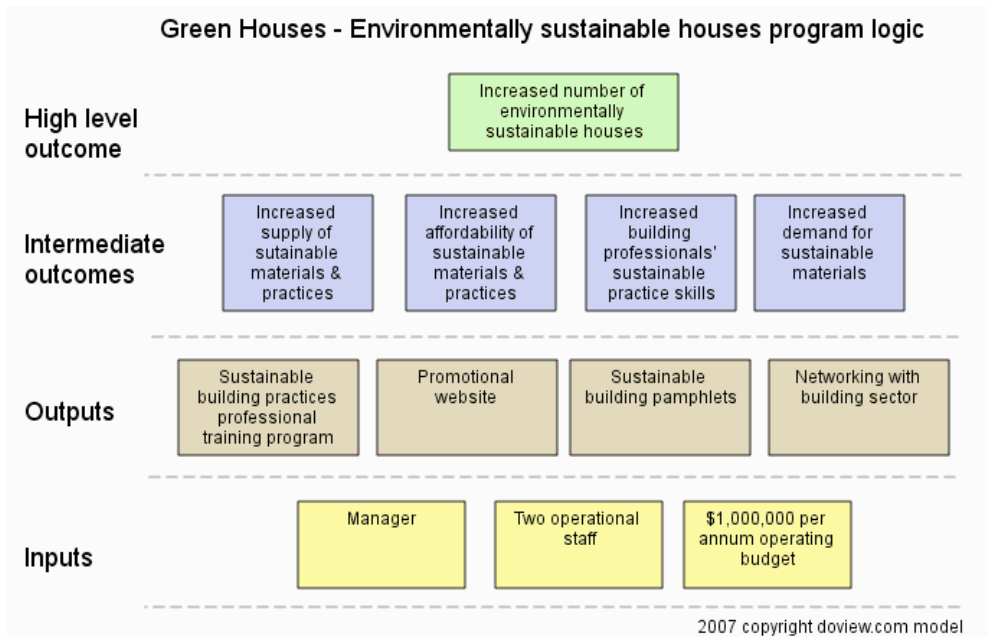 Green Houses - Environmentally sustainable houses program logic
High level
outcome
Increased number of
environmentally
sustainable houses
Intermediate
outcomes
Increased
supply of
sutainable
materials &
practices
Increased
affordability of
sustainable
materials &
practices
Increased
building
professionals'
sustainable
practice skills
Increased
demand for
sustainable
materials
Outputs
Sustainable
building practices
professional
training program
Promotional
website
Sustainable
building pamphlets
Networking with
building sector
Inputs
Manager
Two operational
staff
$1,000,000 per
annum operating
budget
2007 copyright doview.com model